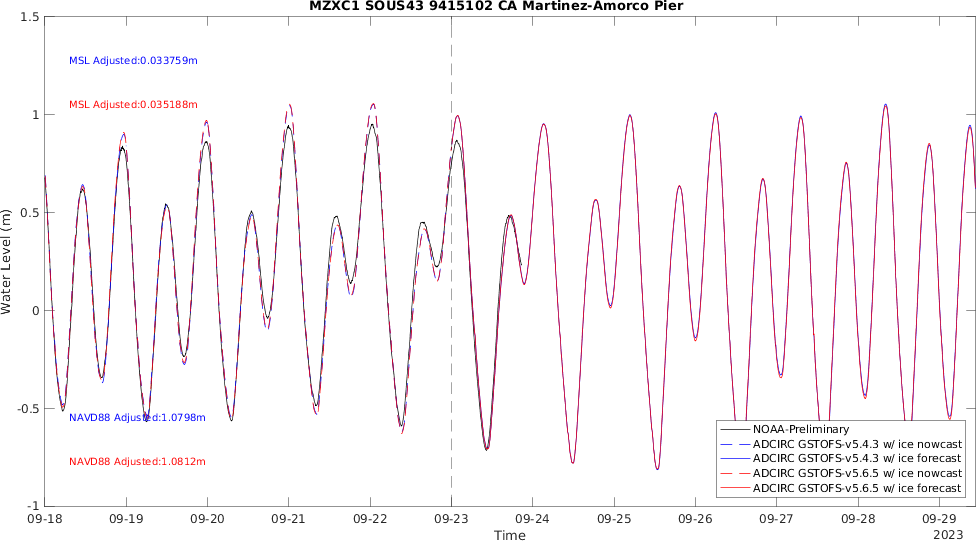 MZXC1 SOUS43 9415102 CA Martinez-Amorco Pier
1.5
MSL Adjusted:0.033759m
MSL Adjusted:0.035188m
1
0.5
Water Level (m)
0
-0.5
NAVD88 Adjusted:1.0798m
NAVD88 Adjusted:1.0812m
NOAA-Preliminary
ADCIRC GSTOFS-v5.4.3 w/ ice nowcast
ADCIRC GSTOFS-v5.4.3 w/ ice forecast
ADCIRC GSTOFS-v5.6.5 w/ ice nowcast
ADCIRC GSTOFS-v5.6.5 w/ ice forecast
-1
09-18 09-19 09-20 09-21 09-22 09-23 09-24 09-25 09-26 09-27 09-28 09-29
Time
2023